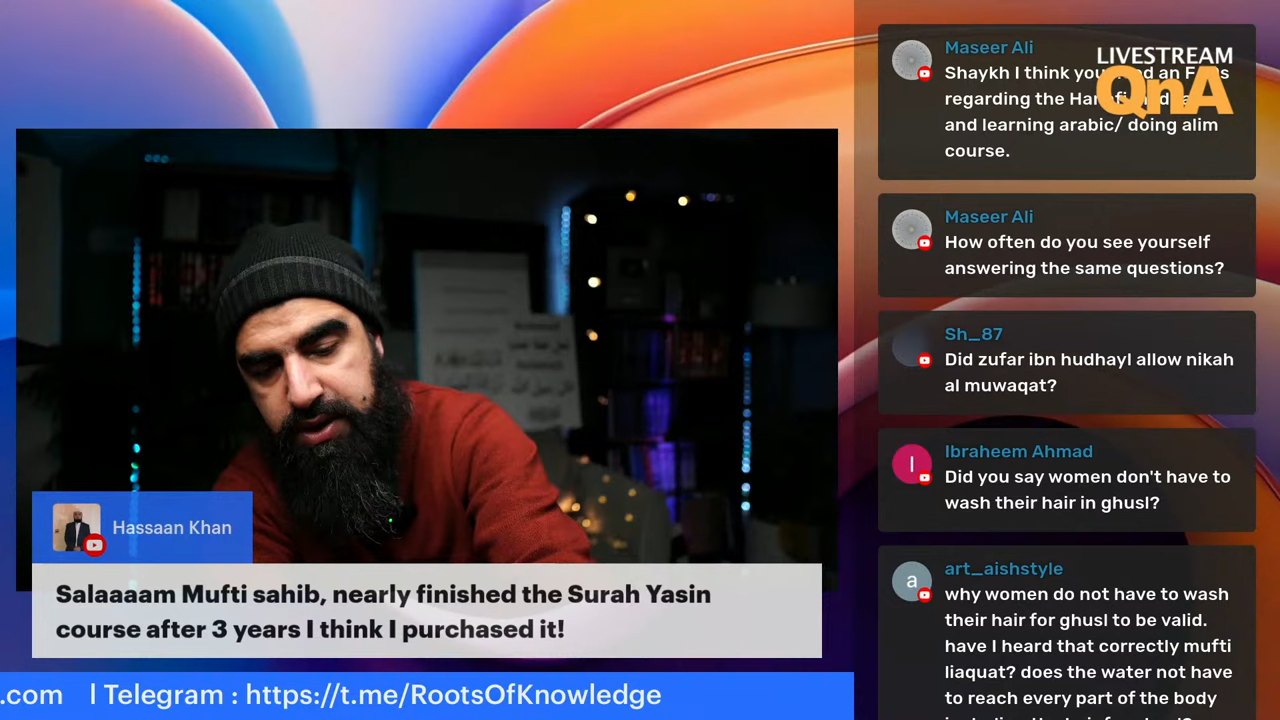 Maseer Ali
LIVESTREAM
QnA
Shaykh I think you an
regarding the
and learning arabic/ doing alim
course.
Maseer Ali
How often do you see yourself
answering the same questions?
Sh_87
Did zufar ibn hudhayl allow nikah
al muwaqat?
I
Ibraheem Ahmad
Did you say women don't have to
wash their hair in ghusl?
a
art_aishstyle
why women do not have to wash
their hair for ghusl to be valid.
have I heard that correctly mufti
liaquat? does the water not have
to reach every part of the body
Hassaan Khan
Salaaaam Mufti sahib, nearly finished the Surah Yasin
course after 3 years I think I purchased it!
.com | Telegram : https://t.me/RootsOfKnowledge